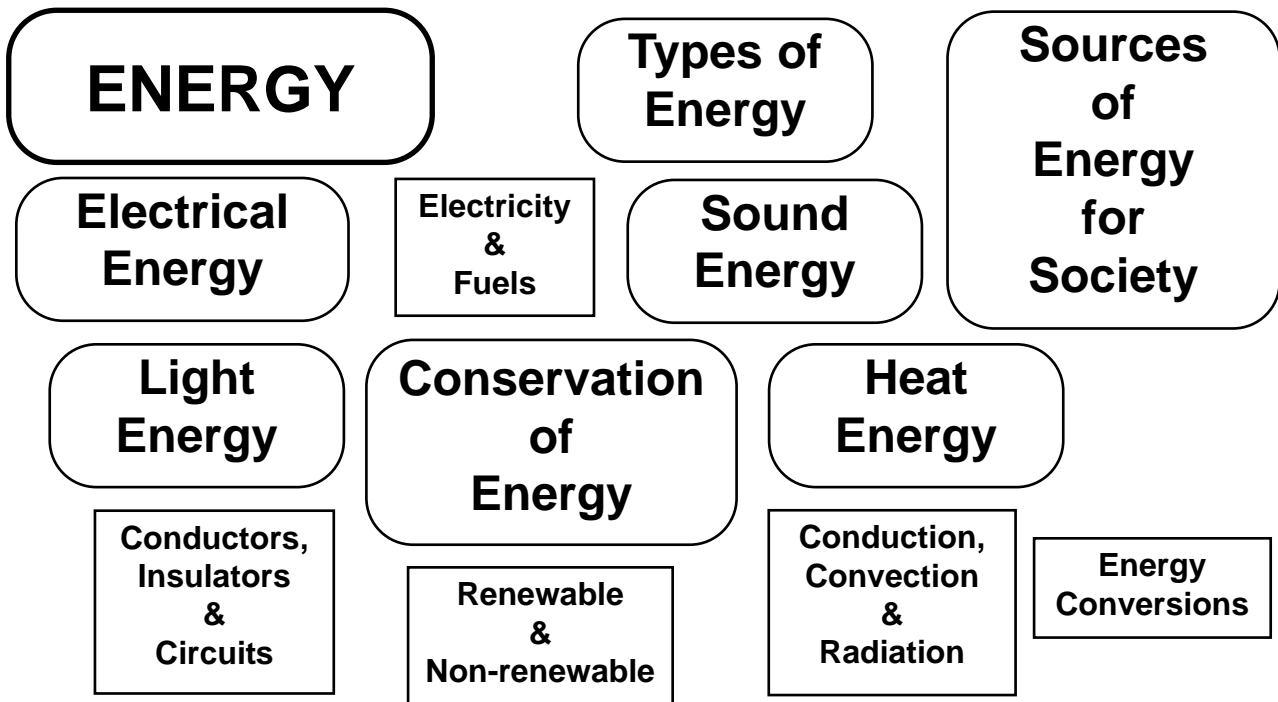 ENERGY
Types of
Energy
Sources
of
Energy
for
Society
Electrical
Energy
Electricity
&
Fuels
Sound
Energy
Light
Energy
Conservation
of
Energy
Heat
Energy
Conductors,
Insulators
&
Circuits
Renewable
&
Non-renewable
Conduction,
Convection
&
Radiation
Energy
Conversions